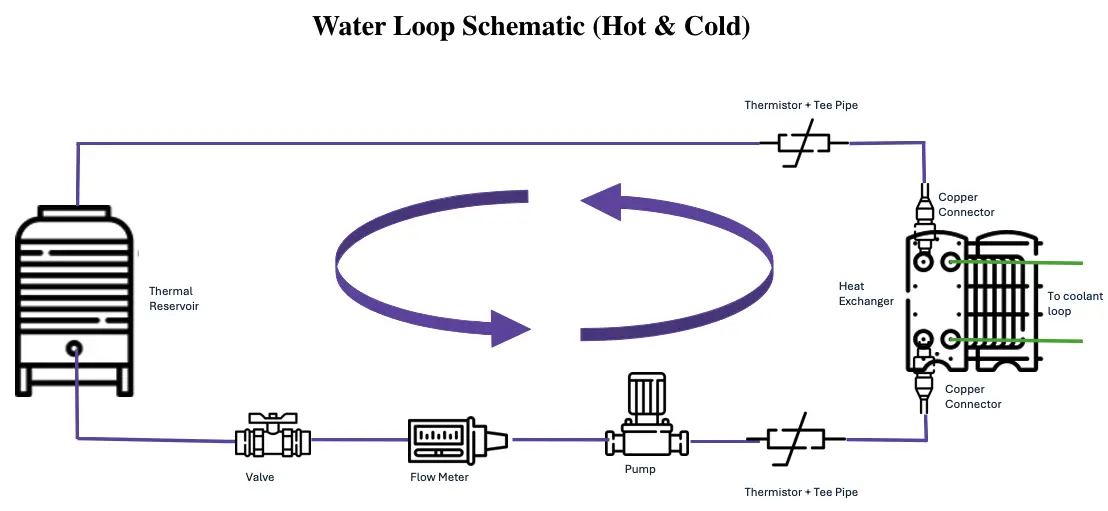 Water Loop Schematic (Hot & Cold)
Thermistor + Tee Pipe
Copper
Connector
Thermal
Reservoir
Heat
Exchanger
To coolant
loop
Copper
Connector
Valve
Flow Meter
Pump
Thermistor + Tee Pipe